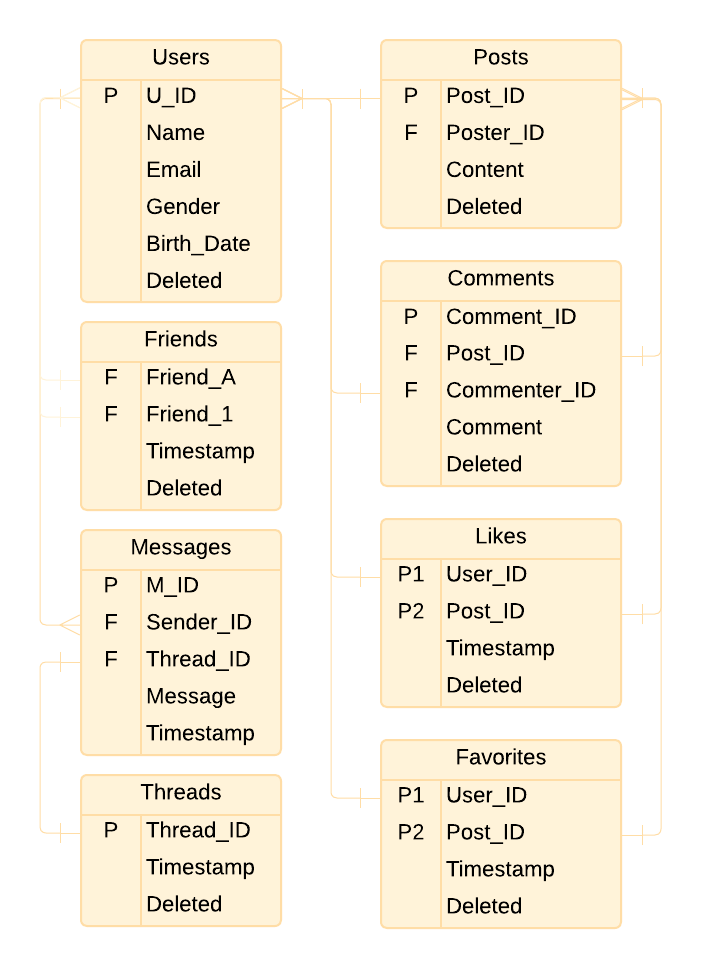 Users
P U_ID
Name
Email
Gender
Birth_Date
Deleted
Friends
F Friend_A
F Friend_1
Timestamp
Deleted
Messages
P M_ID
F Sender_ID
F Thread_ID
Message
Timestamp
Threads
P Thread_ID
Timestamp
Deleted
Posts
P Post_ID
F Poster_ID
Content
Deleted
Comments
P Comment_ID
F Post_ID
F Commenter_ID
Comment
Deleted
Likes
P1 User_ID
P2 Post_ID
Timestamp
Deleted
Favorites
P1 User_ID
P2 Post_ID
Timestamp
Deleted